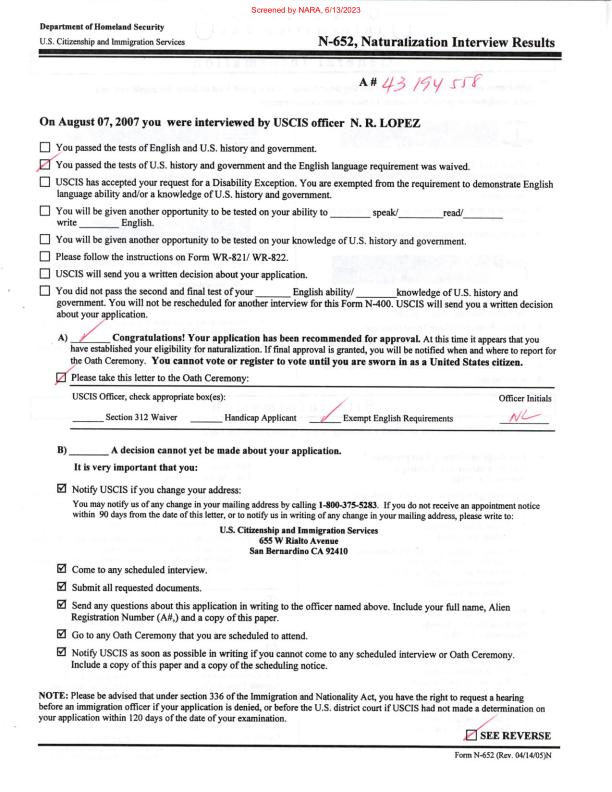 Screened by NARA, 6/13/2023
Department of Homeland Security
U.S. Citizenship and Immigration Services
N-652, Naturalization Interview Results
A # 43 194 558
On August 07, 2007 you were interviewed by USCIS officer N. R. LOPEZ
You passed the tests of English and U.S. history and government.
You passed the tests of U.S. history and government and the English language requirement was waived.
USCIS has accepted your request for a Disability Exception. You are exempted from the requirement to demonstrate English
language ability and/or a knowledge of U.S. history and government.
You will be given another opportunity to be tested on your ability to ________ speak/________read/_______
write _______ English.
You will be given another opportunity to be tested on your knowledge of U.S. history and government.
Please follow the instructions on Form WR-821/ WR-822.
USCIS will send you a written decision about your application.
You did not pass the second and final test of your _______ English ability/ ________knowledge of U.S. history and
government. You will not be rescheduled for another interview for this Form N-400. USCIS will send you a written decision
about your application.
A) _______ Congratulations! Your application has been recommended for approval. At this time it appears that you
have established your eligibility for naturalization. If final approval is granted, you will be notified when and where to report for
the Oath Ceremony. You cannot vote or register to vote until you are sworn in as a United States citizen.
Please take this letter to the Oath Ceremony:
USCIS Officer, check appropriate box(es): Officer Initials
______ Section 312 Waiver ______ Handicap Applicant ______ Exempt English Requirements NL
B) _______ A decision cannot yet be made about your application.
It is very important that you:
Notify USCIS if you change your address:
You may notify us of any change in your mailing address by calling 1-800-375-5283. If you do not receive an appointment notice
within 90 days from the date of this letter, or to notify us in writing of any change in your mailing address, please write to:
U.S. Citizenship and Immigration Services
655 W Rialto Avenue
San Bernardino CA 92410
Come to any scheduled interview.
Submit all requested documents.
Send any questions about this application in writing to the officer named above. Include your full name, Alien
Registration Number (A#,) and a copy of this paper.
Go to any Oath Ceremony that you are scheduled to attend.
Notify USCIS as soon as possible in writing if you cannot come to any scheduled interview or Oath Ceremony.
Include a copy of this paper and a copy of the scheduling notice.
NOTE: Please be advised that under section 336 of the Immigration and Nationality Act, you have the right to request a hearing
before an immigration officer if your application is denied, or before the U.S. district court if USCIS had not made a determination on
your application within 120 days of the date of your examination.
SEE REVERSE
Form N-652 (Rev. 04/14/05)N